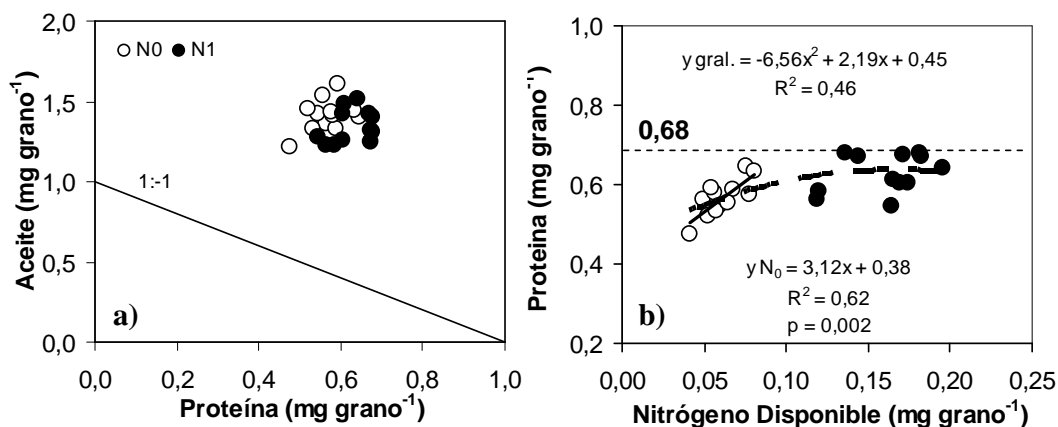 2,0
1,5
1,0
0,5
0,0
Aceite (mg grano⁻¹)
N0 N1
1:-1
a)
0,0 0,2 0,4 0,6 0,8 1,0
Proteína (mg grano⁻¹)
1,0
0,8
0,6
0,4
0,2
Proteína (mg grano⁻¹)
y gral. = -6,56x² + 2,19x + 0,45
R² = 0,46
0,68
y N₀ = 3,12x + 0,38
R² = 0,62
p = 0,002
b)
0,00 0,05 0,10 0,15 0,20 0,25
Nitrógeno Disponible (mg grano⁻¹)